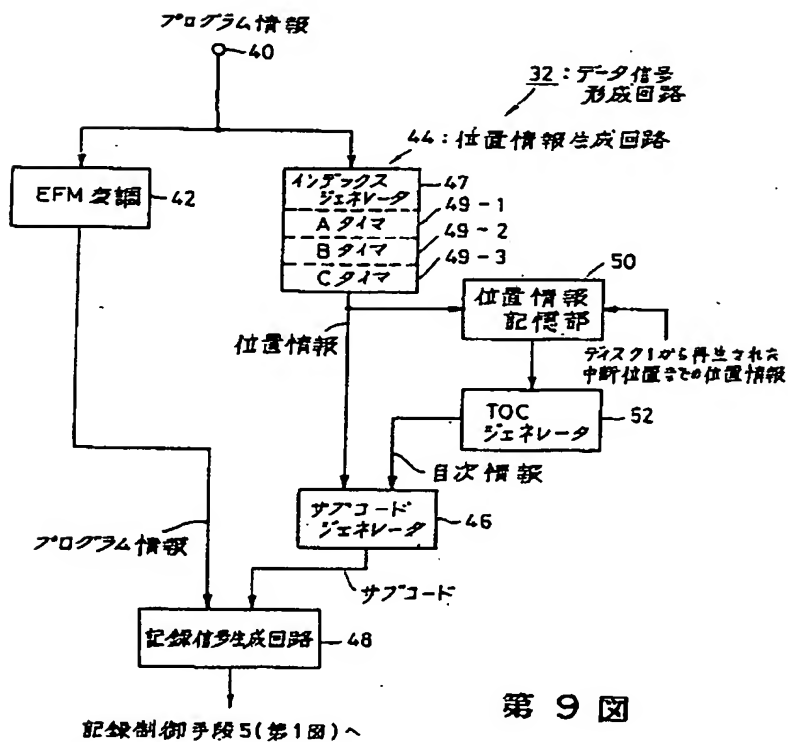 プログラム情報
40
32:データ信号
形成回路
44:位置情報生成回路
EFM変調
42
インデックス
ジェネレータ
47
Aタイマ
49-1
Bタイマ
49-2
Cタイマ
49-3
50
位置情報
記憶部
位置情報
ディスク1から再生された
中断位置までの位置情報
TOC
ジェネレータ
52
目次情報
サブコード
ジェネレータ
46
プログラム情報
サブコード
記録信号生成回路
48
第9図
記録制御手段5(第1図)へ